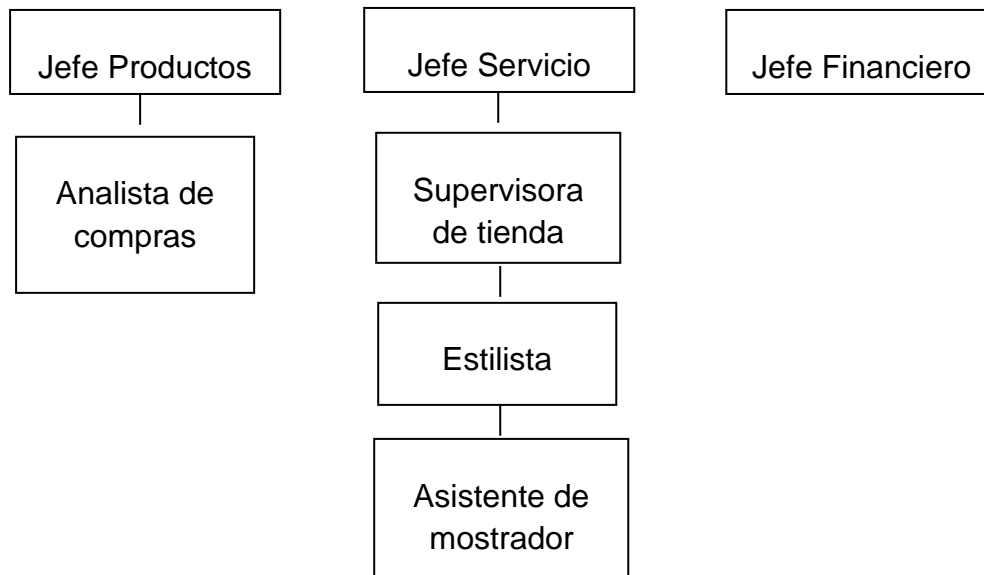 Jefe Productos
Jefe Servicio
Jefe Financiero
Analista de
compras
Supervisora
de tienda
Estilista
Asistente de
mostrador